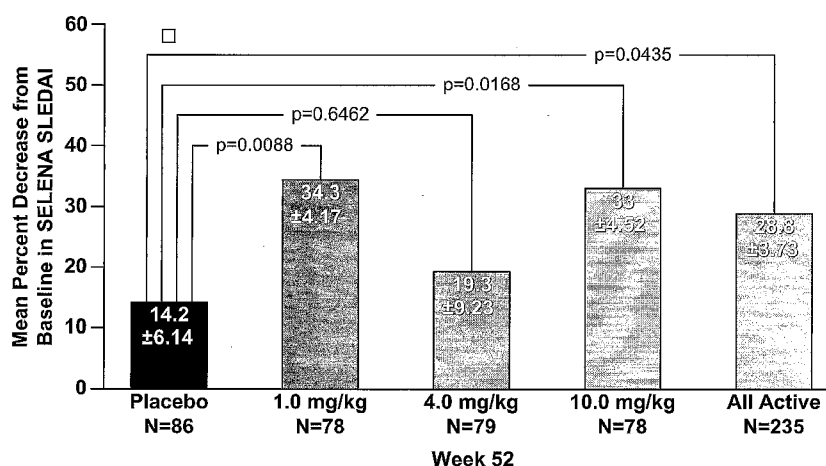 60
50
40
30
20
10
0
Mean Percent Decrease from
Baseline in SELENA SLEDAI
p=0.0435
p=0.0168
p=0.6462
p=0.0088
14.2
±6.14
34.3
±4.17
19.3
±9.23
33
±4.52
28.8
±3.73
Placebo 1.0 mg/kg 4.0 mg/kg 10.0 mg/kg All Active
N=86 N=78 N=79 N=78 N=235
Week 52